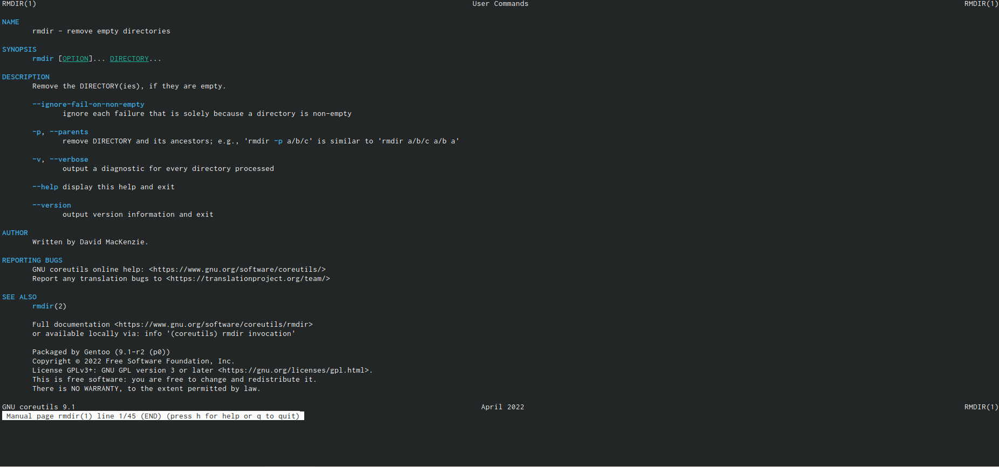 RMDIR(1) User Commands RMDIR(1)
NAME
rmdir - remove empty directories
SYNOPSIS
rmdir [OPTION]... DIRECTORY...
DESCRIPTION
Remove the DIRECTORY(ies), if they are empty.
--ignore-fail-on-non-empty
ignore each failure that is solely because a directory is non-empty
-p, --parents
remove DIRECTORY and its ancestors; e.g., 'rmdir -p a/b/c' is similar to 'rmdir a/b/c a/b a'
-v, --verbose
output a diagnostic for every directory processed
--help display this help and exit
--version
output version information and exit
AUTHOR
Written by David MacKenzie.
REPORTING BUGS
GNU coreutils online help: <https://www.gnu.org/software/coreutils/>
Report any translation bugs to <https://translationproject.org/team/>
SEE ALSO
rmdir(2)
Full documentation <https://www.gnu.org/software/coreutils/rmdir>
or available locally via: info '(coreutils) rmdir invocation'
Packaged by Gentoo (9.1-r2 (p0))
Copyright © 2022 Free Software Foundation, Inc.
License GPLv3+: GNU GPL version 3 or later <https://gnu.org/licenses/gpl.html>.
This is free software: you are free to change and redistribute it.
There is NO WARRANTY, to the extent permitted by law.
GNU coreutils 9.1 April 2022 RMDIR(1)
Manual page rmdir(1) line 1/45 (END) (press h for help or q to quit)